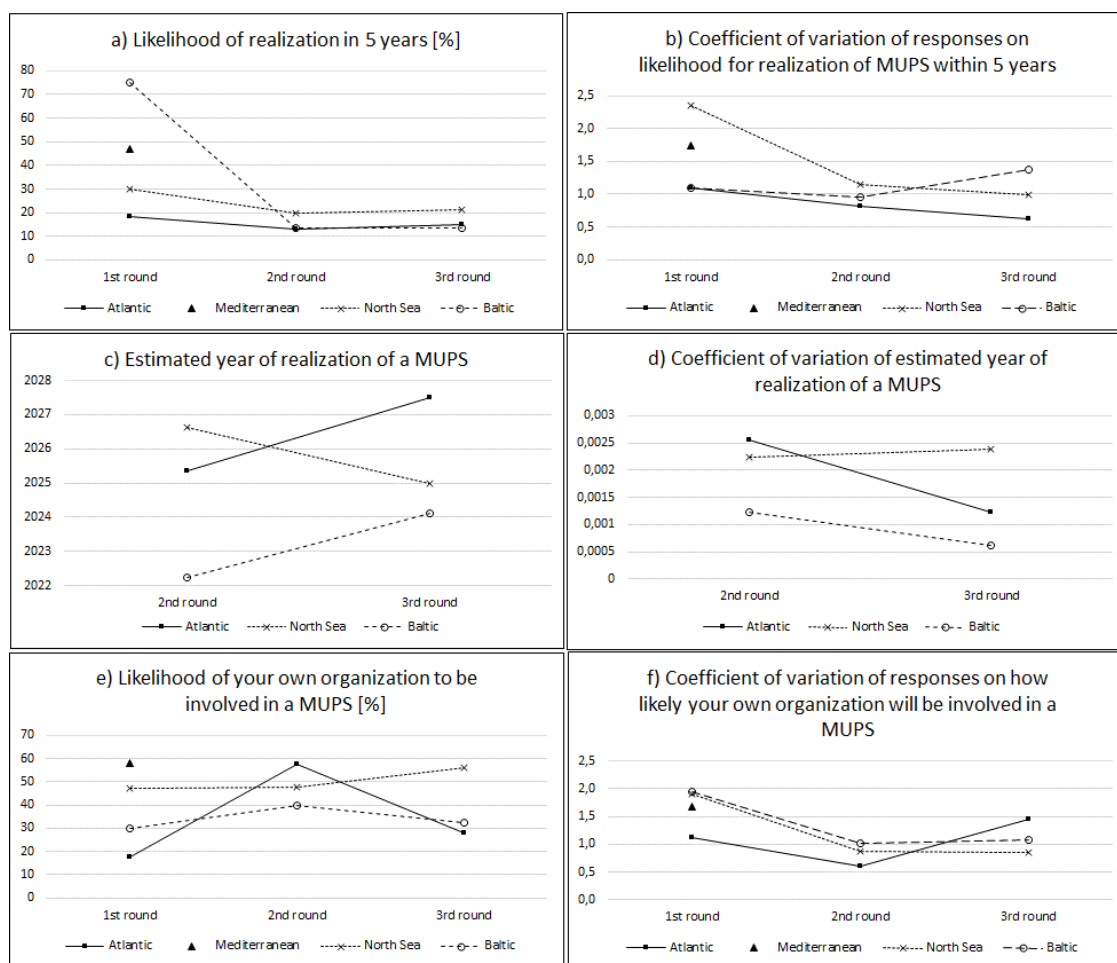 a) Likelihood of realization in 5 years [%]
80
70
60
50
40
30
20
10
0
1st round 2nd round 3rd round
Atlantic Mediterranean North Sea Baltic
b) Coefficient of variation of responses on
likelihood for realization of MUPS within 5 years
2,5
2,0
1,5
1,0
0,5
0,0
1st round 2nd round 3rd round
Atlantic Mediterranean North Sea Baltic
c) Estimated year of realization of a MUPS
2028
2027
2026
2025
2024
2023
2022
2nd round 3rd round
Atlantic North Sea Baltic
d) Coefficient of variation of estimated year of
realization of a MUPS
0,003
0,0025
0,002
0,0015
0,001
0,0005
0
2nd round 3rd round
Atlantic North Sea Baltic
e) Likelihood of your own organization to be
involved in a MUPS [%]
70
60
50
40
30
20
10
0
1st round 2nd round 3rd round
Atlantic Mediterranean North Sea Baltic
f) Coefficient of variation of responses on how
likely your own organization will be involved in a
MUPS
2,5
2,0
1,5
1,0
0,5
0,0
1st round 2nd round 3rd round
Atlantic Mediterranean North Sea Baltic